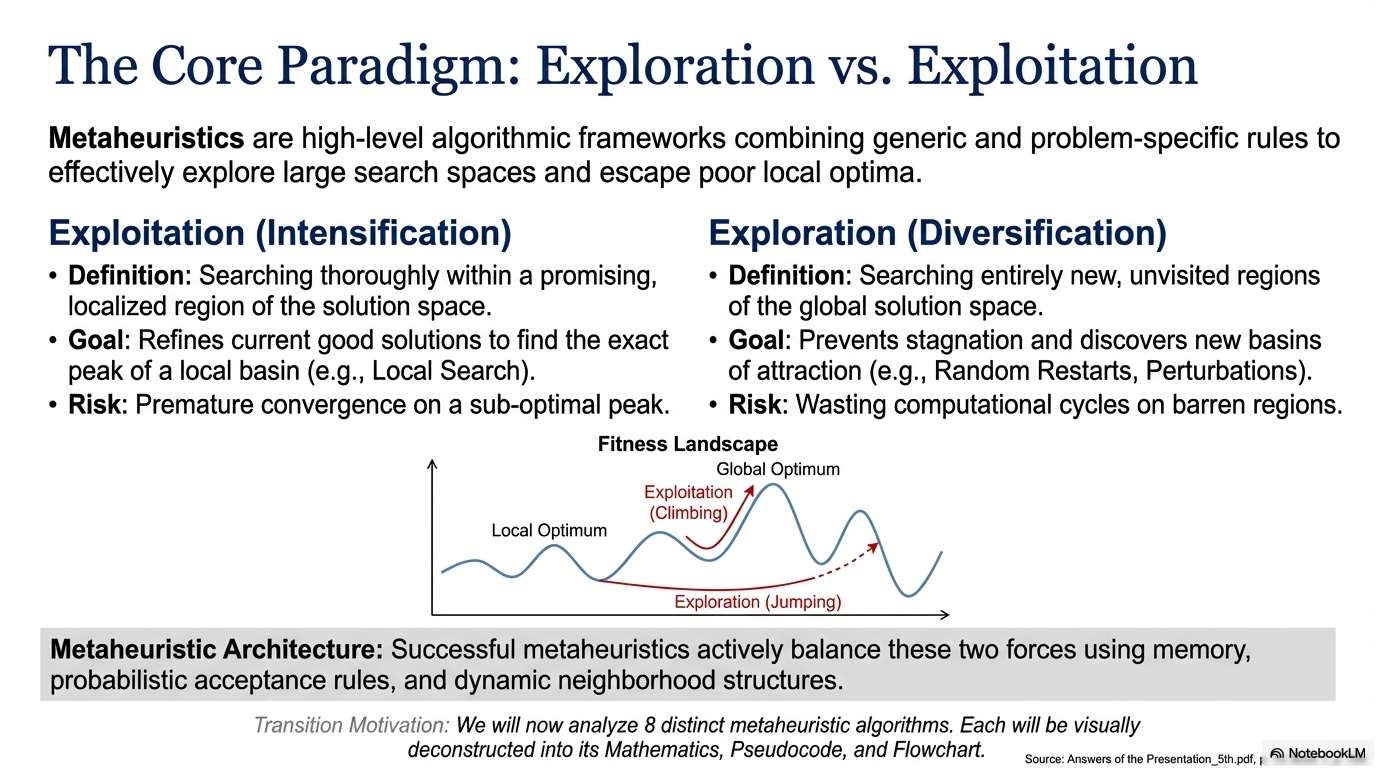 The Core Paradigm: Exploration vs. Exploitation
Metaheuristics are high-level algorithmic frameworks combining generic and problem-specific rules to
effectively explore large search spaces and escape poor local optima.
Exploitation (Intensification)
• Definition: Searching thoroughly within a promising,
localized region of the solution space.
• Goal: Refines current good solutions to find the exact
peak of a local basin (e.g., Local Search).
• Risk: Premature convergence on a sub-optimal peak.
Exploration (Diversification)
• Definition: Searching entirely new, unvisited regions
of the global solution space.
• Goal: Prevents stagnation and discovers new basins
of attraction (e.g., Random Restarts, Perturbations).
• Risk: Wasting computational cycles on barren regions.
Fitness Landscape
Global Optimum
Exploitation
(Climbing)
Local Optimum
Exploration (Jumping)
Metaheuristic Architecture: Successful metaheuristics actively balance these two forces using memory,
probabilistic acceptance rules, and dynamic neighborhood structures.
Transition Motivation: We will now analyze 8 distinct metaheuristic algorithms. Each will be visually
deconstructed into its Mathematics, Pseudocode, and Flowchart.
Source: Answers of the Presentation_5th.pdf,
NotebookLM